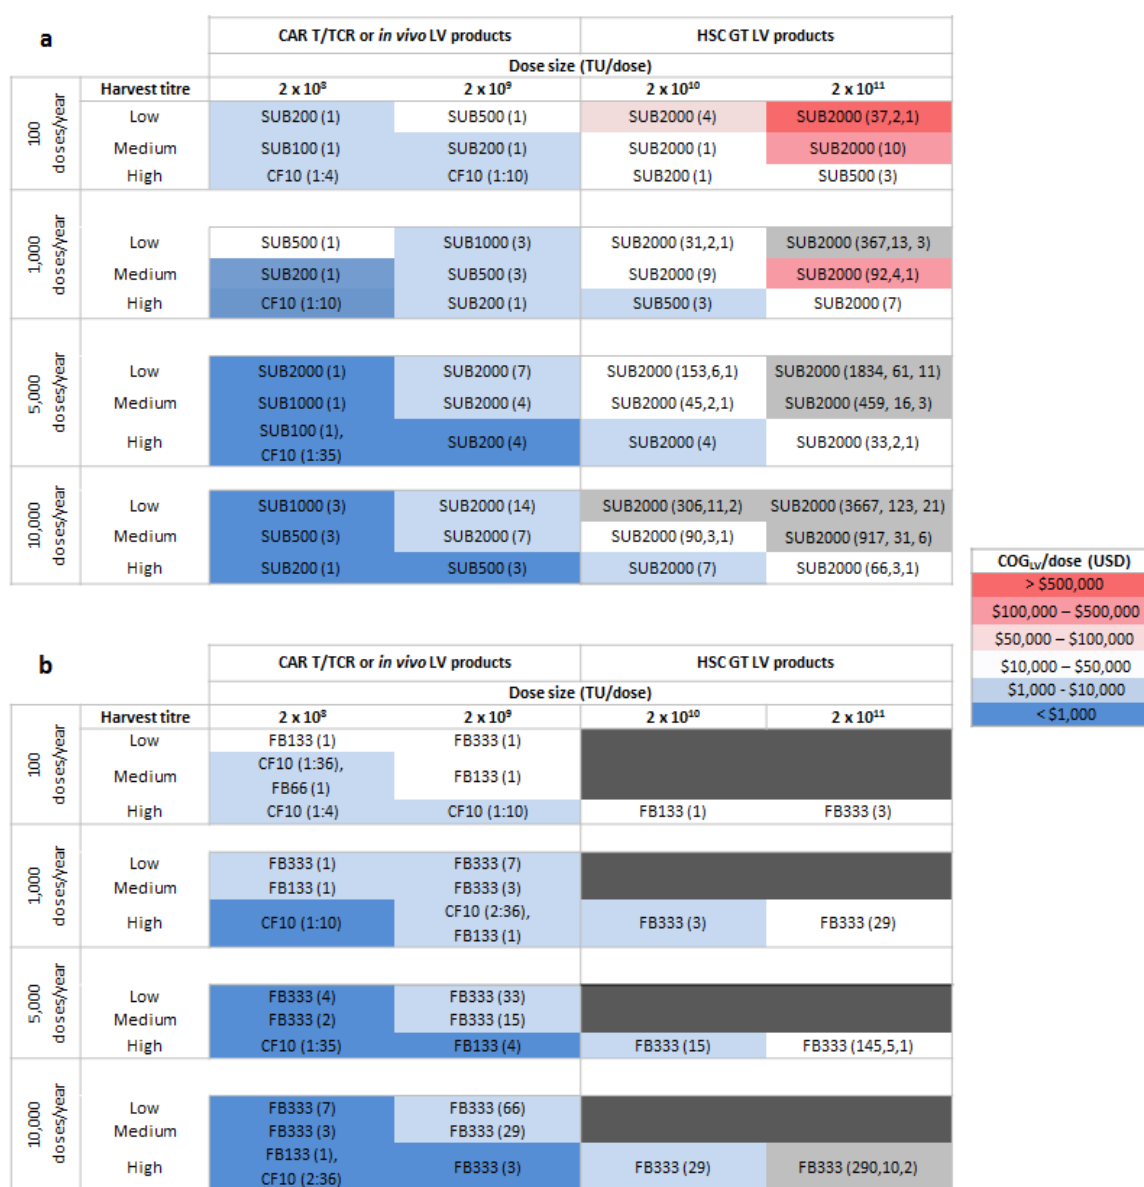 a
CAR T/TCR or in vivo LV products HSC GT LV products
Dose size (TU/dose)
Harvest titre 2 x 10⁸ 2 x 10⁹ 2 x 10¹⁰ 2 x 10¹¹
100 doses/year
Low SUB200 (1) SUB500 (1) SUB2000 (4) SUB2000 (37,2,1)
Medium SUB100 (1) SUB200 (1) SUB2000 (1) SUB2000 (10)
High CF10 (1:4) CF10 (1:10) SUB200 (1) SUB500 (3)
1,000 doses/year
Low SUB500 (1) SUB1000 (3) SUB2000 (31,2,1) SUB2000 (367,13, 3)
Medium SUB200 (1) SUB500 (3) SUB2000 (9) SUB2000 (92,4,1)
High CF10 (1:10) SUB200 (1) SUB500 (3) SUB2000 (7)
5,000 doses/year
Low SUB2000 (1) SUB2000 (7) SUB2000 (153,6,1) SUB2000 (1834, 61, 11)
Medium SUB1000 (1) SUB2000 (4) SUB2000 (45,2,1) SUB2000 (459, 16,3)
High SUB100 (1), CF10 (1:35) SUB200 (4) SUB2000 (4) SUB2000 (33,2,1)
10,000 doses/year
Low SUB1000 (3) SUB2000 (14) SUB2000 (306,11,2) SUB2000 (3667, 123, 21)
Medium SUB500 (3) SUB2000 (7) SUB2000 (90,3,1) SUB2000 (917, 31, 6)
High SUB200 (1) SUB500 (3) SUB2000 (7) SUB2000 (66,3,1)
COG_LV/dose (USD)
> $500,000
$100,000 – $500,000
$50,000 – $100,000
$10,000 – $50,000
$1,000 - $10,000
< $1,000
b
CAR T/TCR or in vivo LV products HSC GT LV products
Dose size (TU/dose)
Harvest titre 2 x 10⁸ 2 x 10⁹ 2 x 10¹⁰ 2 x 10¹¹
100 doses/year
Low FB133 (1) FB333 (1)
Medium CF10 (1:36), FB66 (1) FB133 (1)
High CF10 (1:4) CF10 (1:10) FB133 (1) FB333 (3)
1,000 doses/year
Low FB333 (1) FB333 (7)
Medium FB133 (1) FB333 (3)
High CF10 (1:10) CF10 (2:36), FB133 (1) FB333 (3) FB333 (29)
5,000 doses/year
Low FB333 (4) FB333 (33)
Medium FB333 (2) FB333 (15)
High CF10 (1:35) FB133 (4) FB333 (15) FB333 (145,5,1)
10,000 doses/year
Low FB333 (7) FB333 (66)
Medium FB333 (3) FB333 (29)
High FB133 (1), CF10 (2:36) FB333 (3) FB333 (29) FB333 (290,10,2)